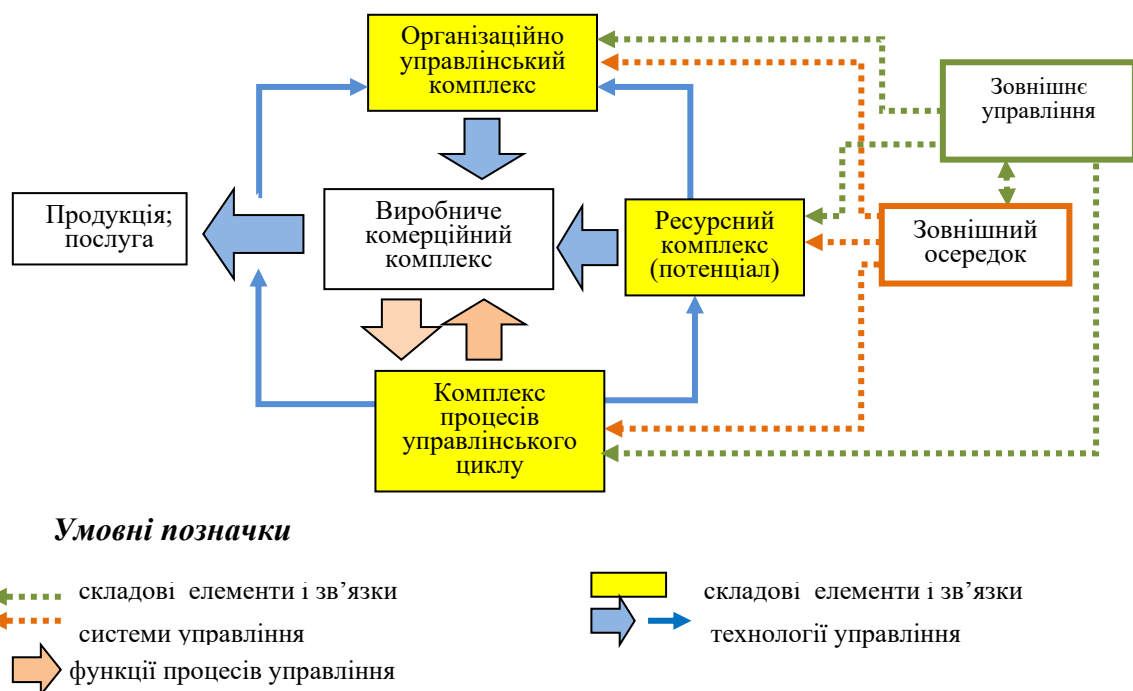 Організаційно
управлінський
комплекс
Зовнішнє
управління
Продукція;
послуга
Виробниче
комерційний
комплекс
Ресурсний
комплекс
(потенціал)
Зовнішний
осередок
Комплекс
процесів
управлінського
циклу
Умовні позначки
складові елементи і зв’язки
системи управління
функції процесів управління
складові елементи і зв’язки
технології управління